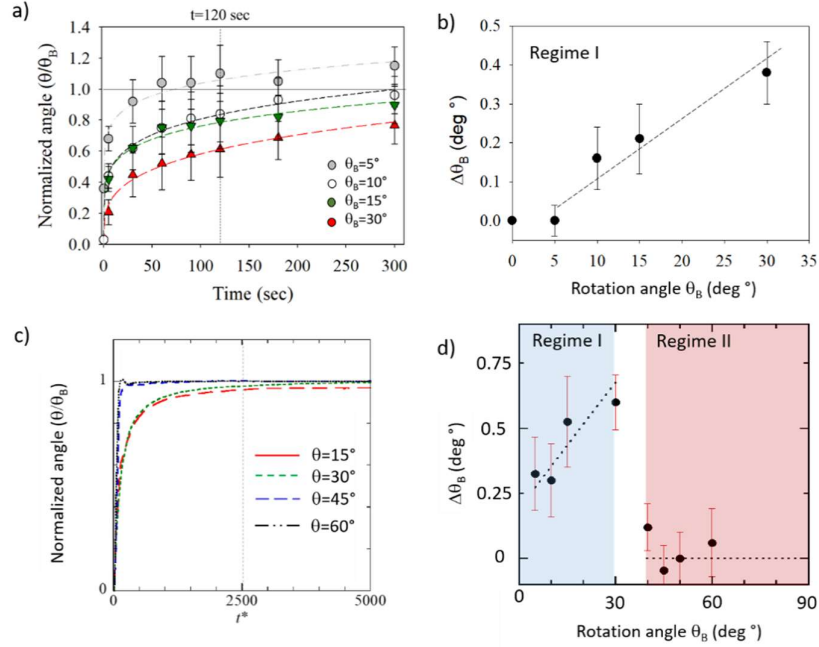 a)
t=120 sec
Normalized angle (θ/θB)
1.4
1.2
1.0
0.8
0.6
0.4
0.2
0.0
0 50 100 150 200 250 300
Time (sec)
θB=5°
θB=10°
θB=15°
θB=30°
b)
Regime I
ΔθB (deg °)
0.5
0.4
0.3
0.2
0.1
0.0
0 5 10 15 20 25 30 35
Rotation angle θB (deg °)
c)
Normalized angle (θ/θB)
1
0
0 2500 5000
t*
θ=15°
θ=30°
θ=45°
θ=60°
d)
Regime I Regime II
ΔθB (deg °)
0.75
0.5
0.25
0
0 30 60 90
Rotation angle θB (deg °)